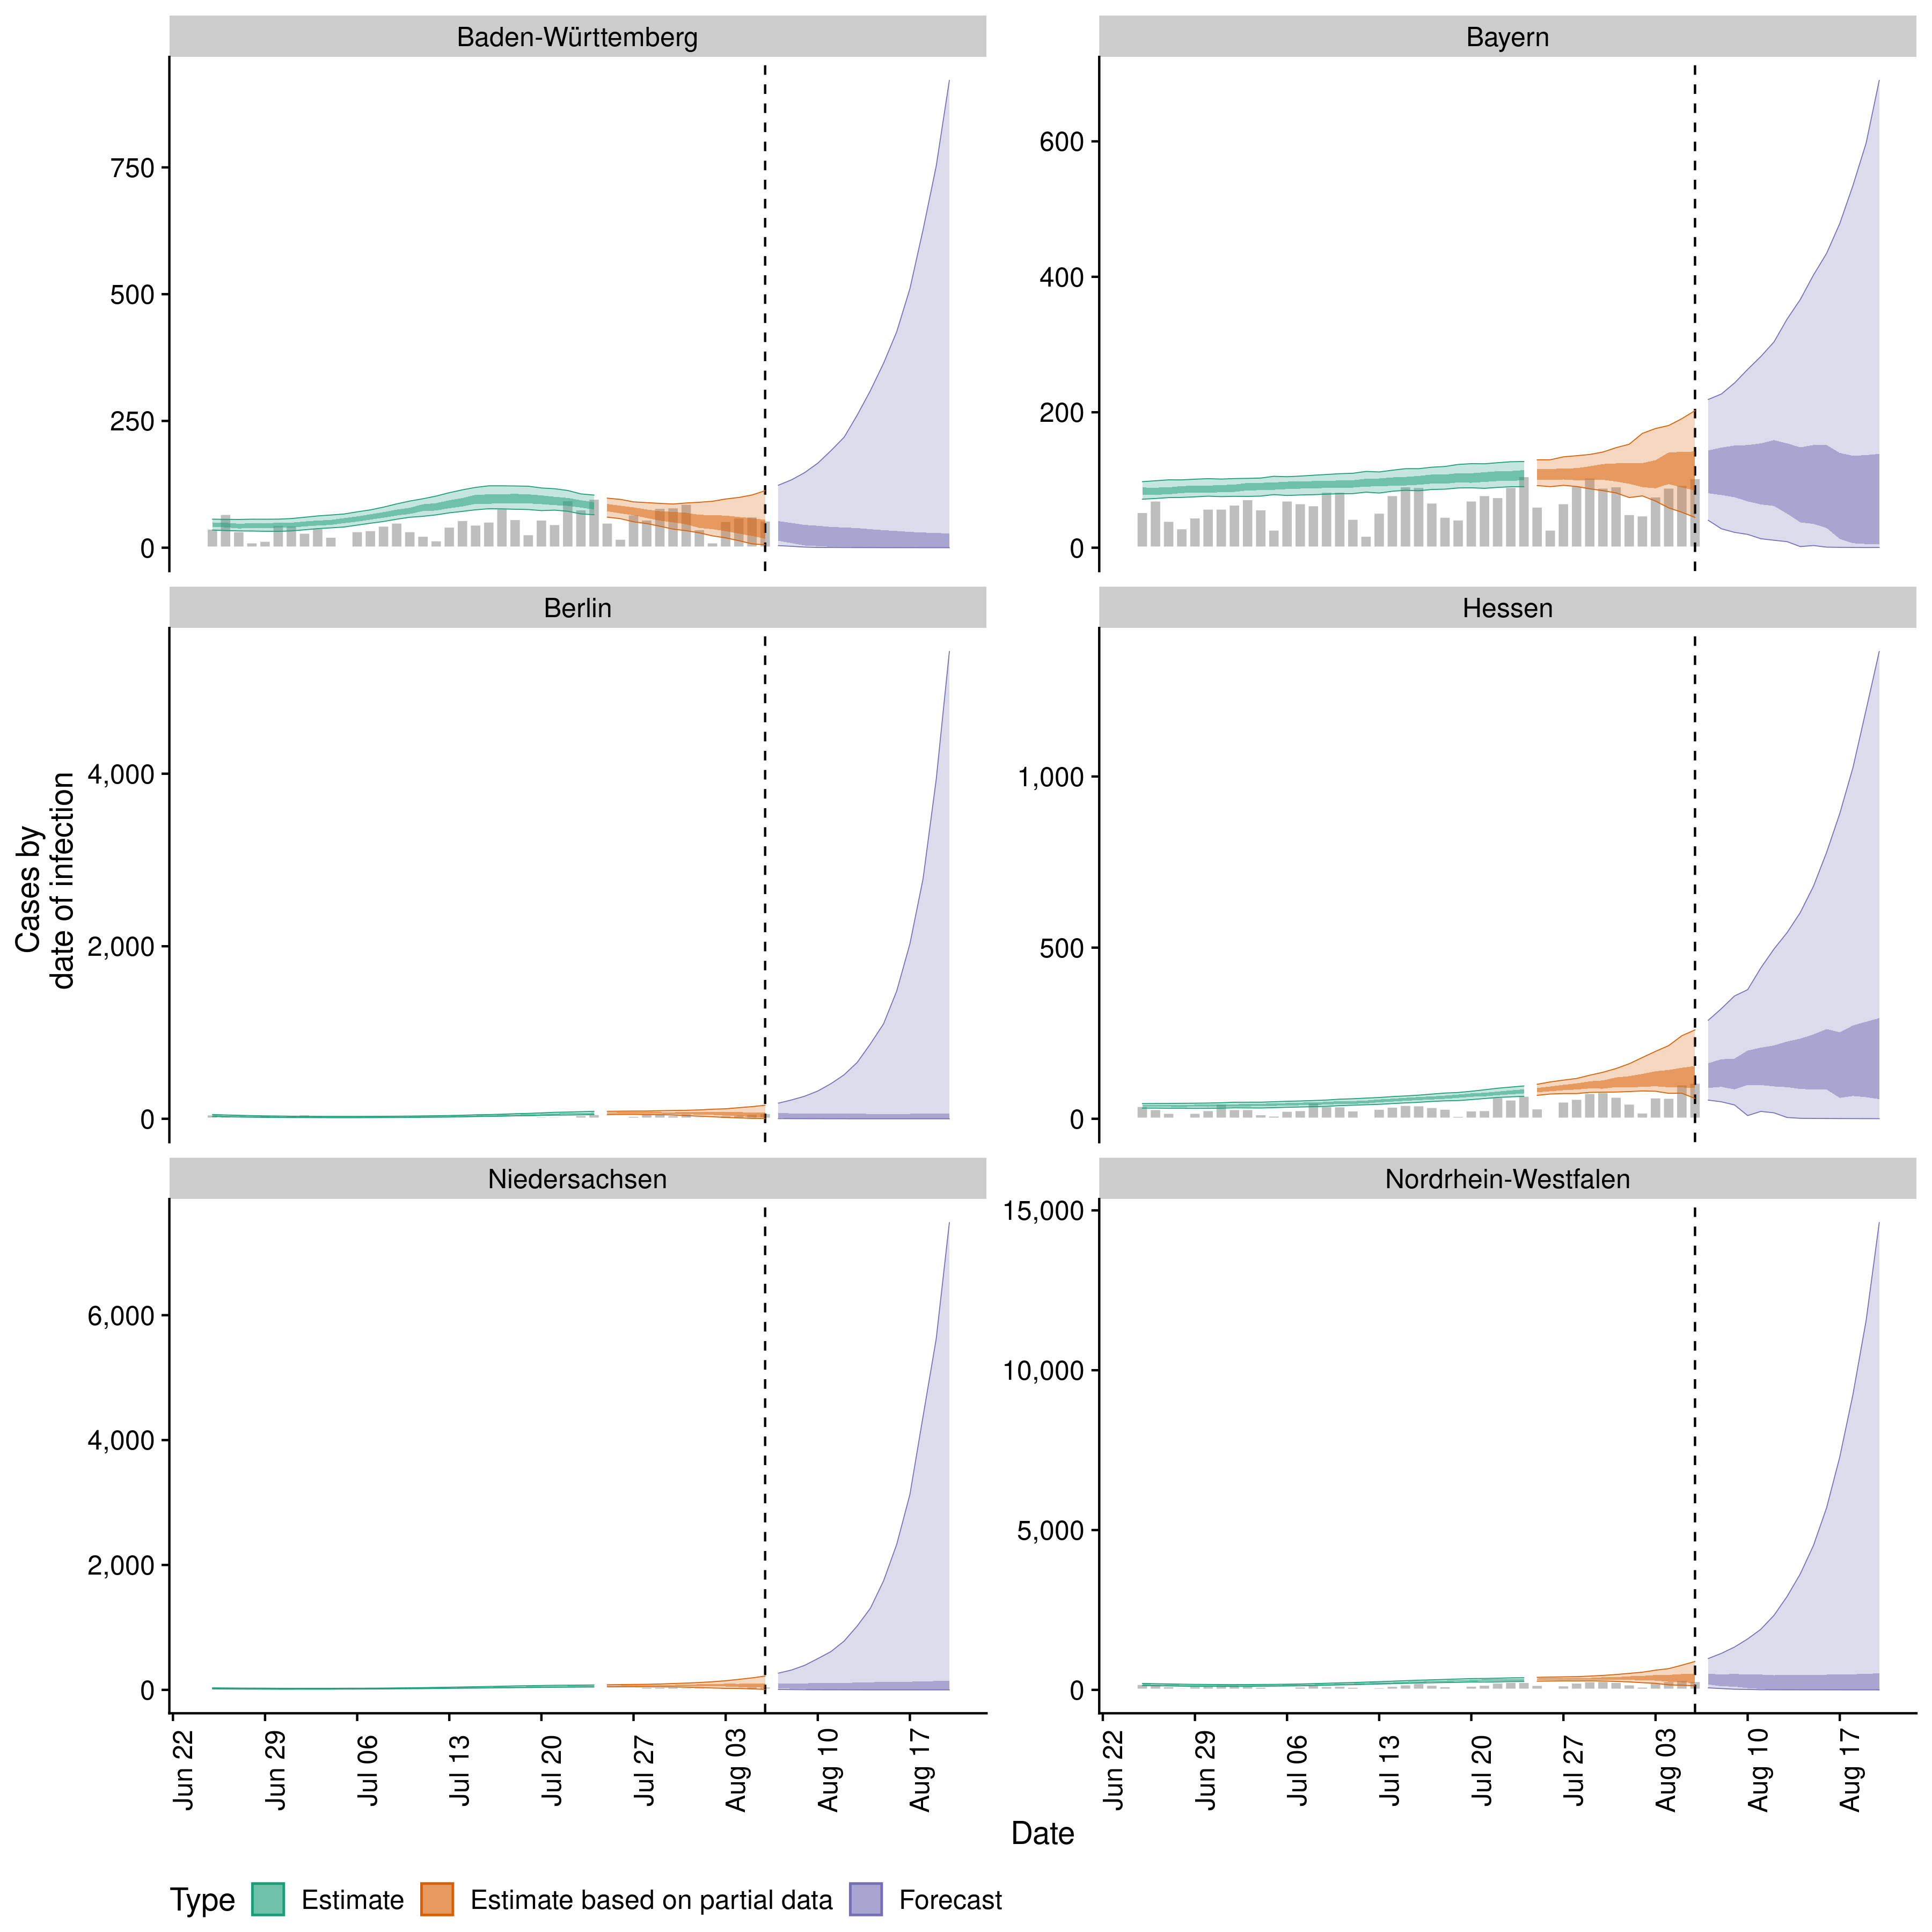 Baden-Württemberg
Bayern
750
500
250
0
600
400
200
0
Berlin
Hessen
4,000
2,000
0
1,000
500
0
Cases by
date of infection
Niedersachsen
Nordrhein-Westfalen
6,000
4,000
2,000
0
15,000
10,000
5,000
0
Jun 22
Jun 29
Jul 06
Jul 13
Jul 20
Jul 27
Aug 03
Aug 10
Aug 17
Jun 22
Jun 29
Jul 06
Jul 13
Jul 20
Jul 27
Aug 03
Aug 10
Aug 17
Date
Type Estimate Estimate based on partial data Forecast